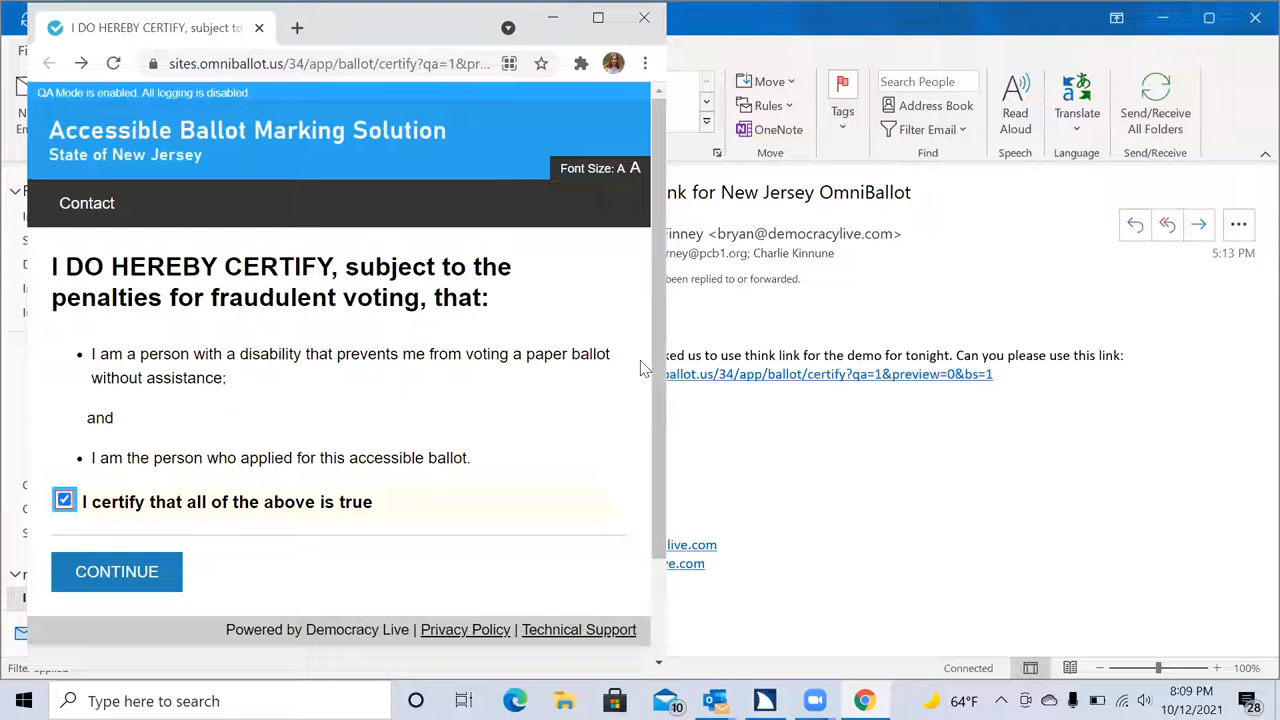 I DO HEREBY CERTIFY, subject to
sites.omniballot.us/34/app/ballot/certify?qa=1&pr...
QA Mode is enabled. All logging is disabled.
Accessible Ballot Marking Solution
State of New Jersey
Font Size: A A
Contact
I DO HEREBY CERTIFY, subject to the
penalties for fraudulent voting, that:
• I am a person with a disability that prevents me from voting a paper ballot
without assistance;
and
• I am the person who applied for this accessible ballot.
I certify that all of the above is true
CONTINUE
Powered by Democracy Live | Privacy Policy | Technical Support
Move
Rules
OneNote
Move
Tags
Search People
Address Book
Filter Email
Find
Read
Aloud
Speech
Translate
Language
Send/Receive
All Folders
Send/Receive
nk for New Jersey OmniBallot
inney <bryan@democracylive.com>
rney@pcb1.org; Charlie Kinnune
5:13 PM
been replied to or forwarded.
ked us to use think link for the demo for tonight. Can you please use this link:
ballot.us/34/app/ballot/certify?qa=1&preview=0&bs=1
live.com
ve.com
Connected
100%
Type here to search
10
64°F
8:09 PM
10/12/2021
28